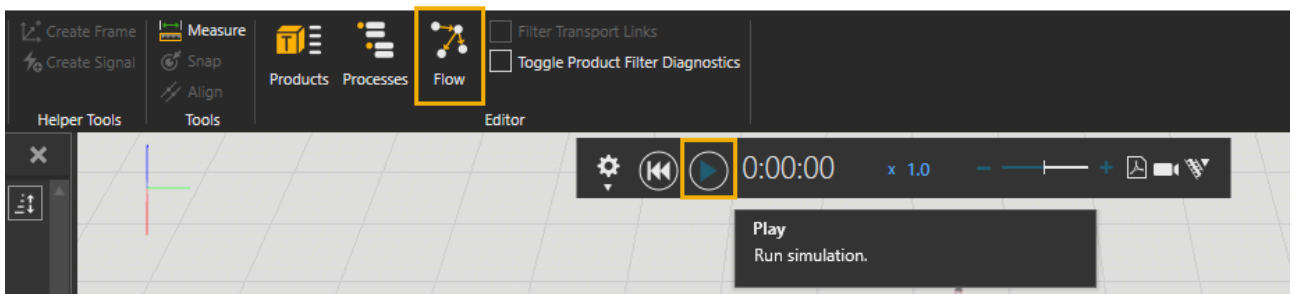 Create Frame
Measure
Create Signal
Snap
Align
Products
Processes
Flow
Filter Transport Links
Toggle Product Filter Diagnostics
Helper Tools
Tools
Editor
0:00:00
x 1.0
Play
Run simulation.